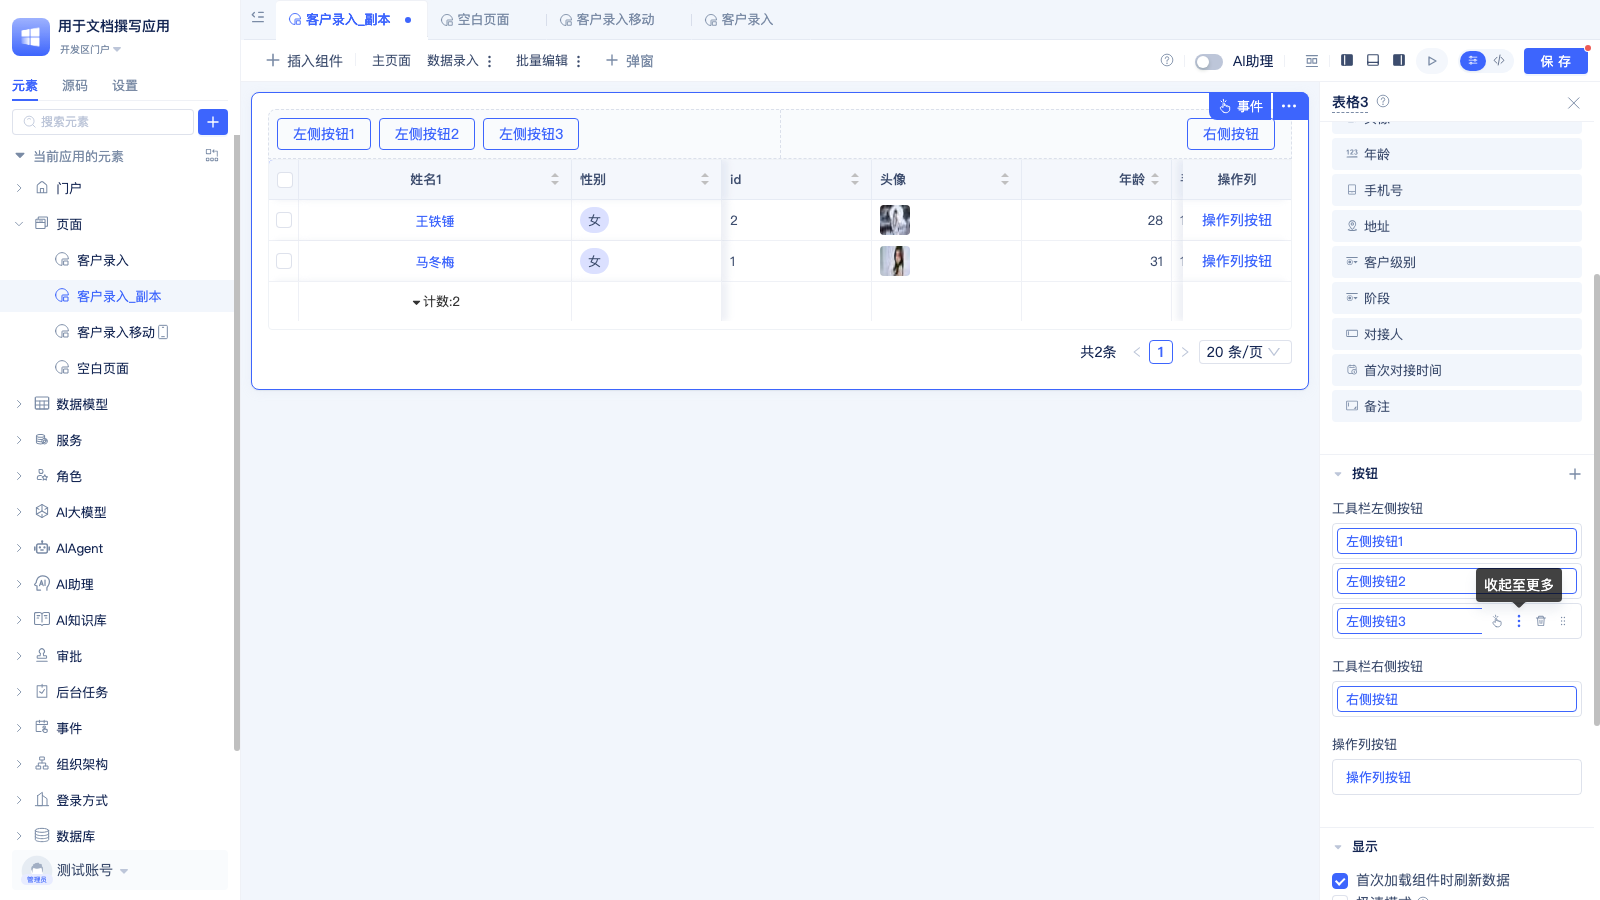 用于文档撰写应用
开发区门户
元素
源码
设置
搜索元素
当前应用的元素
门户
页面
客户录入
客户录入_副本
客户录入移动
空白页面
数据模型
服务
角色
AI大模型
AIAgent
AI助理
AI知识库
审批
后台任务
事件
组织架构
登录方式
数据库
测试账号
管理员
客户录入_副本
空白页面
客户录入移动
客户录入
插入组件
主页面
数据录入
批量编辑
弹窗
AI助理
保 存
事件
左侧按钮1
左侧按钮2
左侧按钮3
右侧按钮
姓名1
性别
id
头像
年龄
操作列
王铁锤
女
2
28
操作列按钮
马冬梅
女
1
31
操作列按钮
计数:2
共2条
1
20 条/页
表格3
年龄
手机号
地址
客户级别
阶段
对接人
首次对接时间
备注
按钮
工具栏左侧按钮
左侧按钮1
左侧按钮2
收起至更多
左侧按钮3
工具栏右侧按钮
右侧按钮
操作列按钮
操作列按钮
显示
首次加载组件时刷新数据